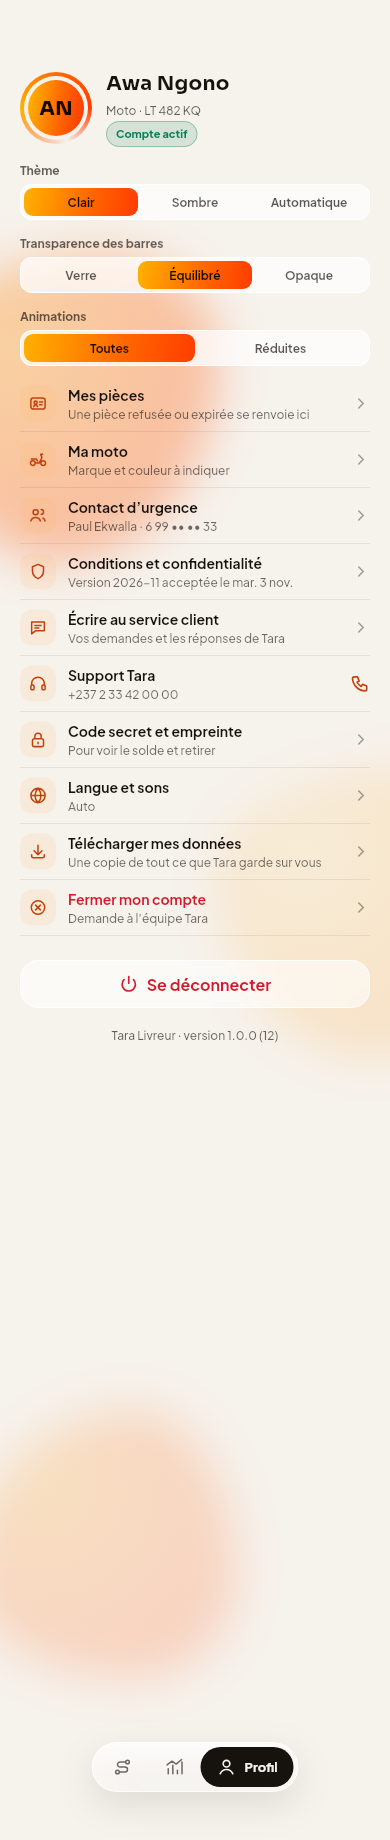 AN
Awa Ngono
Moto · LT 482 KQ
Compte actif
Thème
Clair
Sombre
Automatique
Transparence des barres
Verre
Équilibré
Opaque
Animations
Toutes
Réduites
Mes pièces
Une pièce refusée ou expirée se renvoie ici
Ma moto
Marque et couleur à indiquer
Contact d’urgence
Paul Ekwalla · 6 99 •• •• 33
Conditions et confidentialité
Version 2026-11 acceptée le mar. 3 nov.
Écrire au service client
Vos demandes et les réponses de Tara
Support Tara
+237 2 33 42 00 00
Code secret et empreinte
Pour voir le solde et retirer
Langue et sons
Auto
Télécharger mes données
Une copie de tout ce que Tara garde sur vous
Fermer mon compte
Demande à l’équipe Tara
Se déconnecter
Tara Livreur · version 1.0.0 (12)
Profil